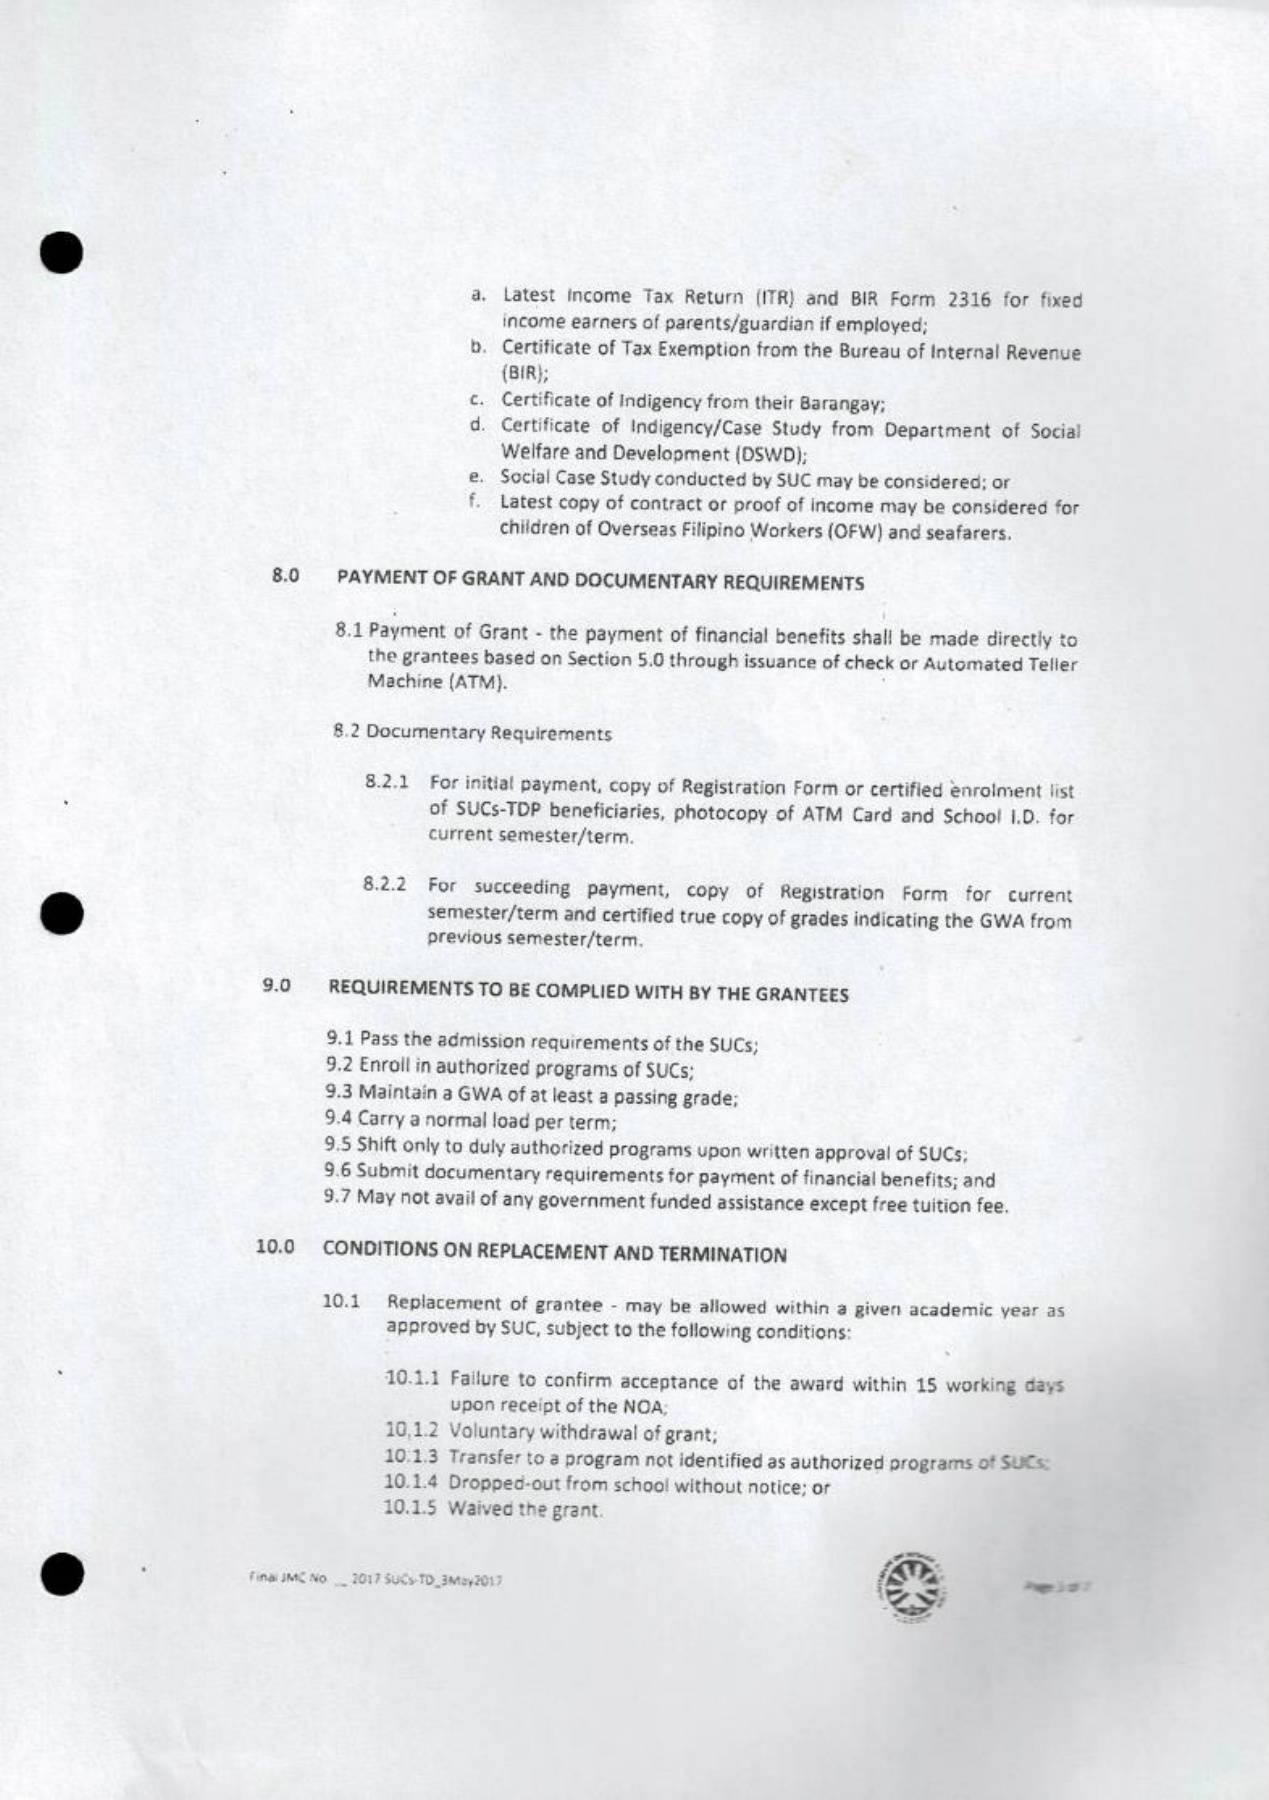 a. Latest Income Tax Return (ITR) and BIR Form 2316 for fixed
income earners of parents/guardian if employed;
b. Certificate of Tax Exemption from the Bureau of Internal Revenue
(BIR);
c. Certificate of Indigency from their Barangay;
d. Certificate of Indigency/Case Study from Department of Social
Welfare and Development (DSWD);
e. Social Case Study conducted by SUC may be considered; or
f. Latest copy of contract or proof of income may be considered for
children of Overseas Filipino Workers (OFW) and seafarers.
8.0 PAYMENT OF GRANT AND DOCUMENTARY REQUIREMENTS
8.1 Payment of Grant - the payment of financial benefits shall be made directly to
the grantees based on Section 5.0 through issuance of check or Automated Teller
Machine (ATM).
8.2 Documentary Requirements
8.2.1 For initial payment, copy of Registration Form or certified enrolment list
of SUCs-TDP beneficiaries, photocopy of ATM Card and School I.D. for
current semester/term.
8.2.2 For succeeding payment, copy of Registration Form for current
semester/term and certified true copy of grades indicating the GWA from
previous semester/term.
9.0 REQUIREMENTS TO BE COMPLIED WITH BY THE GRANTEES
9.1 Pass the admission requirements of the SUCs;
9.2 Enroll in authorized programs of SUCs;
9.3 Maintain a GWA of at least a passing grade;
9.4 Carry a normal load per term;
9.5 Shift only to duly authorized programs upon written approval of SUCs;
9.6 Submit documentary requirements for payment of financial benefits; and
9.7 May not avail of any government funded assistance except free tuition fee.
10.0 CONDITIONS ON REPLACEMENT AND TERMINATION
10.1 Replacement of grantee - may be allowed within a given academic year as
approved by SUC, subject to the following conditions:
10.1.1 Failure to confirm acceptance of the award within 15 working days
upon receipt of the NOA;
10.1.2 Voluntary withdrawal of grant;
10.1.3 Transfer to a program not identified as authorized programs of SUCs;
10.1.4 Dropped-out from school without notice; or
10.1.5 Waived the grant.
Final JMC No. __ 2017 SUCs-TD_3May2017
Page